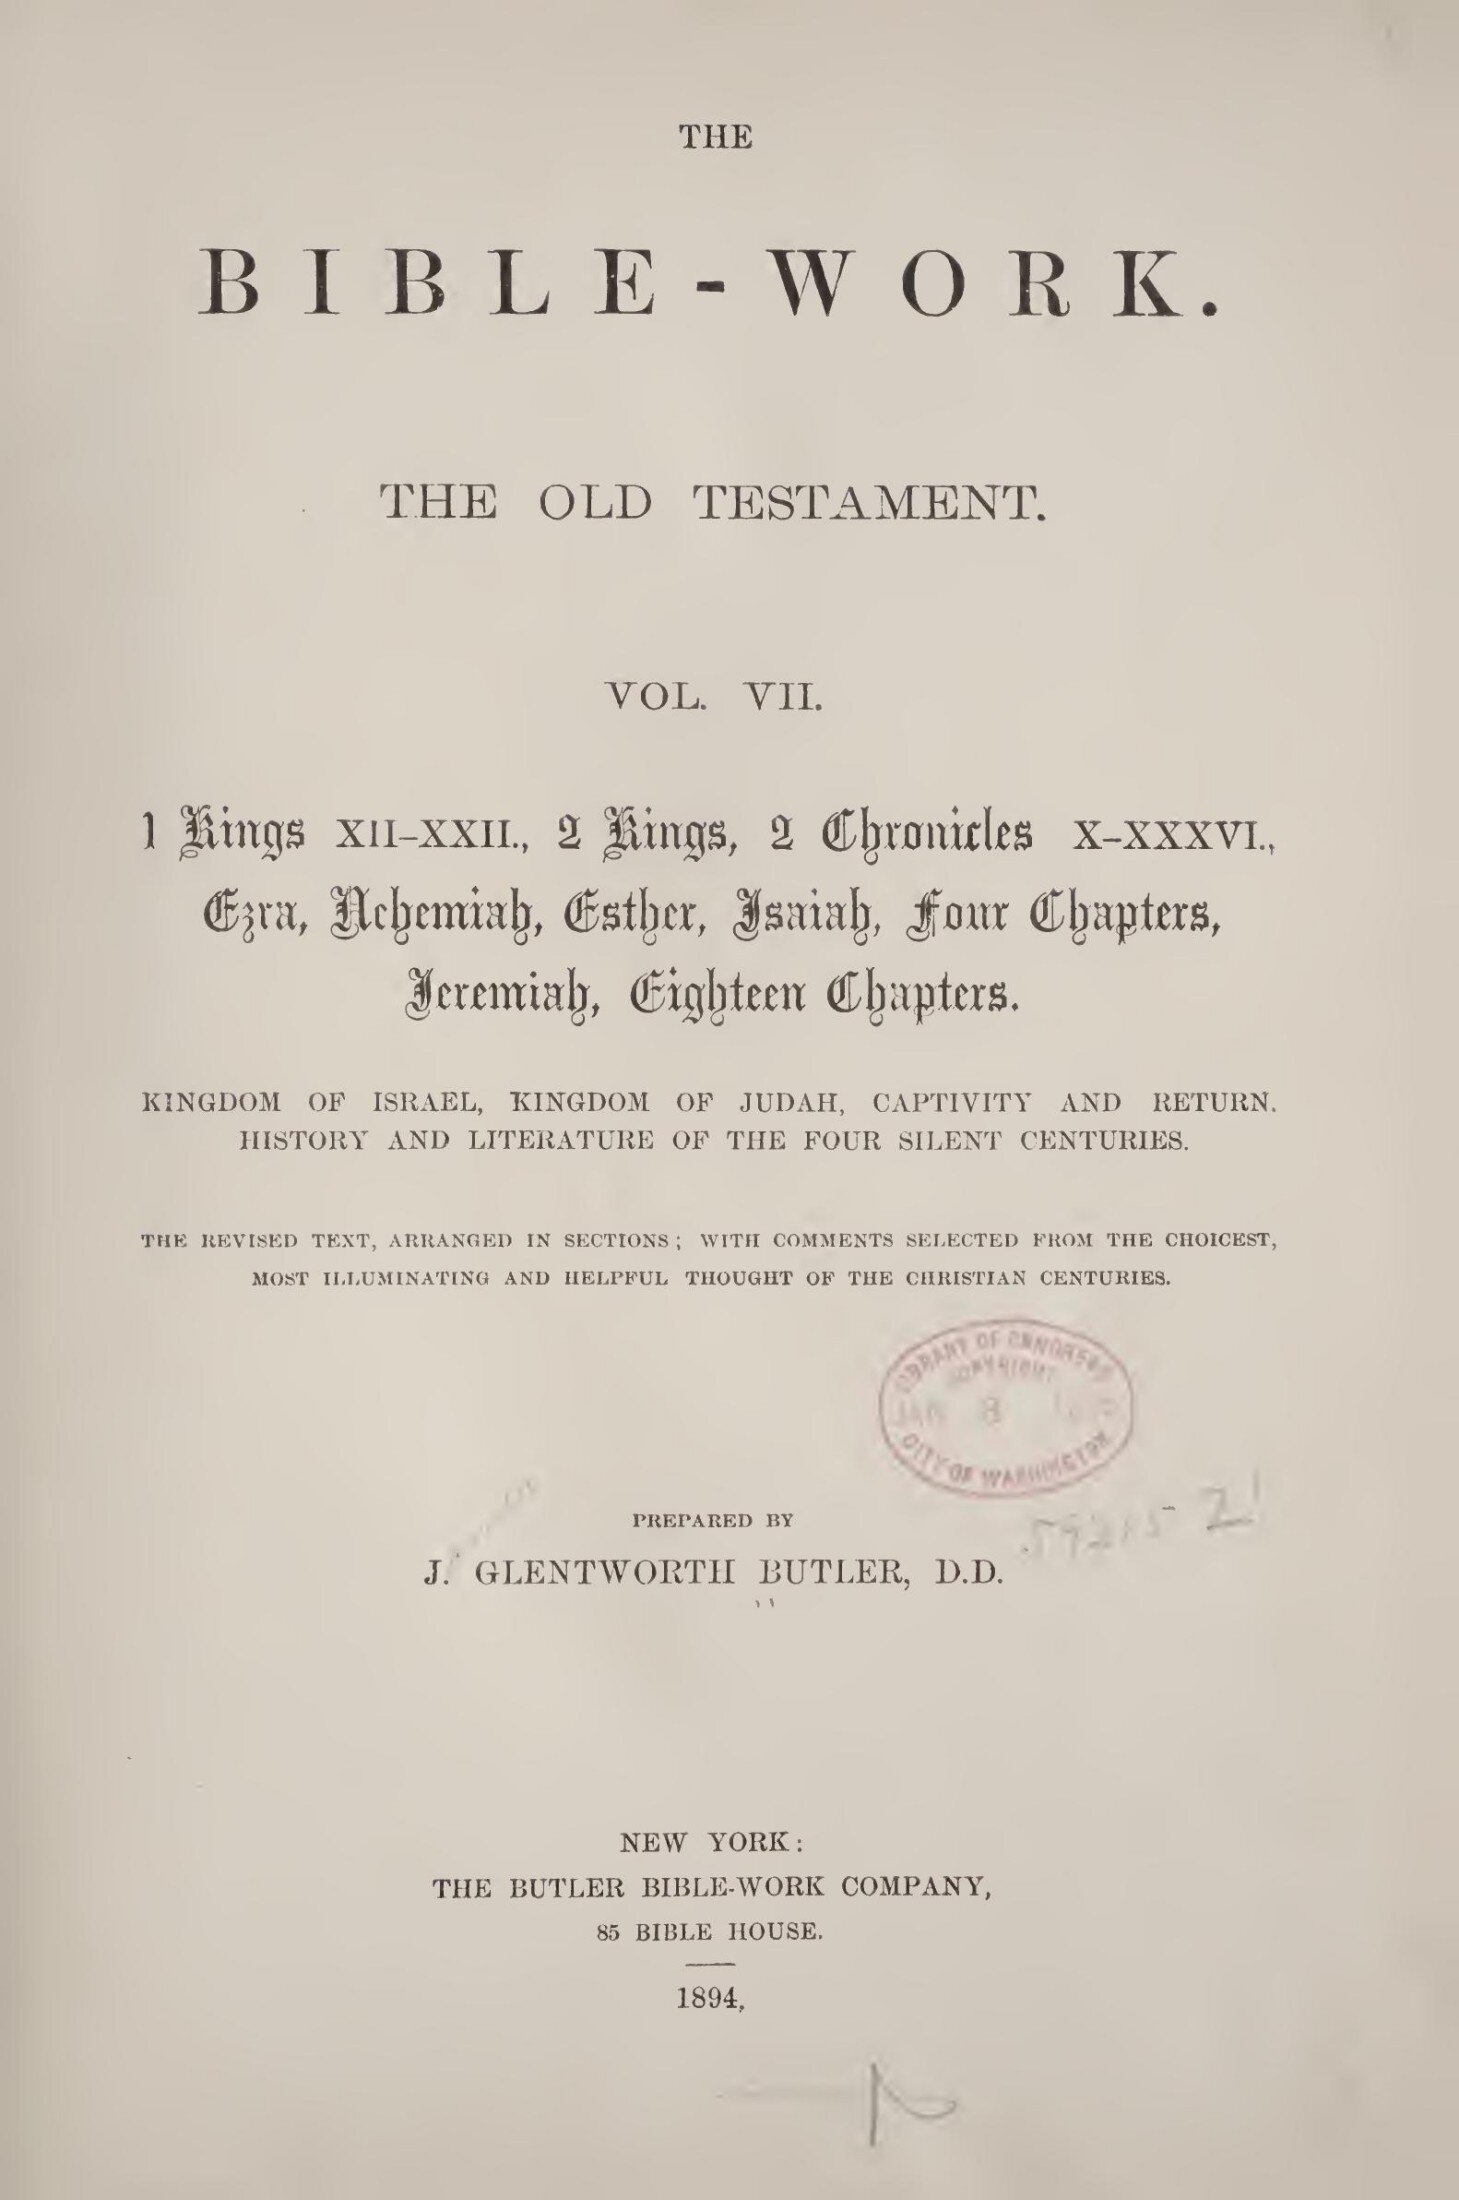 THE
BIBLE-WORK.
THE OLD TESTAMENT.
VOL. VII.
1 Kings XII–XXII., 2 Kings, 2 Chronicles X–XXXVI.,
Ezra, Nehemiah, Esther, Isaiah, Four Chapters,
Jeremiah, Eighteen Chapters.
KINGDOM OF ISRAEL, KINGDOM OF JUDAH, CAPTIVITY AND RETURN.
HISTORY AND LITERATURE OF THE FOUR SILENT CENTURIES.
THE REVISED TEXT, ARRANGED IN SECTIONS; WITH COMMENTS SELECTED FROM THE CHOICEST,
MOST ILLUMINATING AND HELPFUL THOUGHT OF THE CHRISTIAN CENTURIES.
LIBRARY OF CONGRESS
COPYRIGHT
JAN 8
CITY OF WASHINGTON
PREPARED BY
J. GLENTWORTH BUTLER, D.D.
NEW YORK:
THE BUTLER BIBLE-WORK COMPANY,
85 BIBLE HOUSE.
1894.